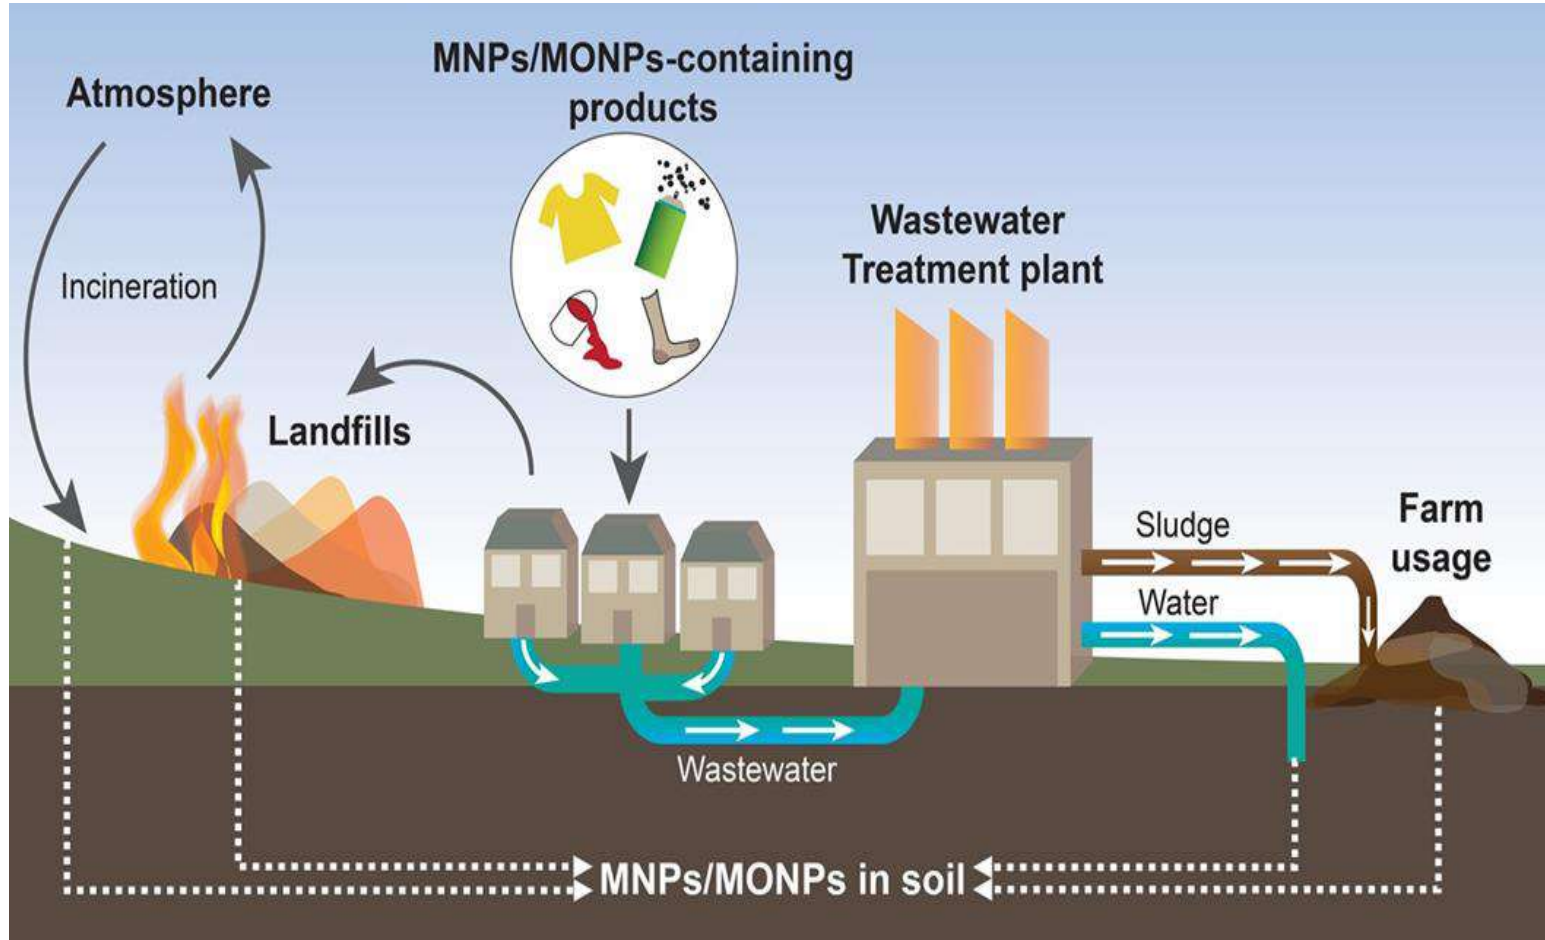 MNPs/MONPs-containing
products
Atmosphere
Wastewater
Treatment plant
Incineration
Landfills
Sludge
Farm
usage
Water
Wastewater
MNPs/MONPs in soil